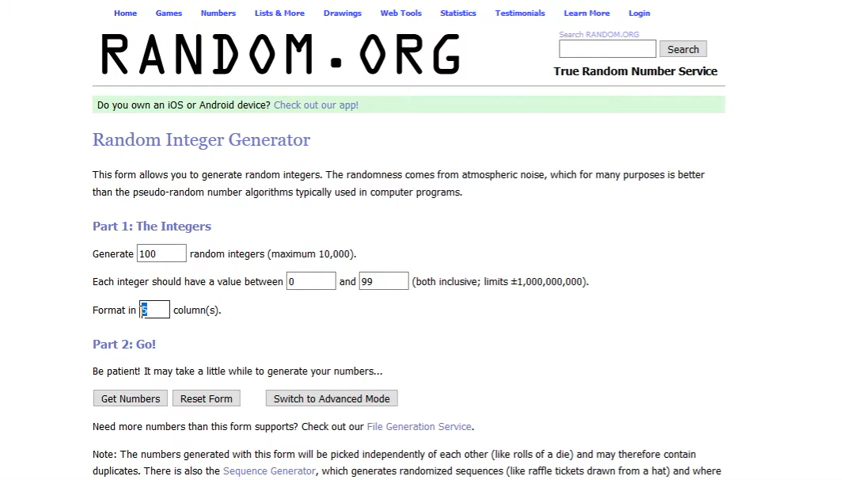 Home Games Numbers Lists & More Drawings Web Tools Statistics Testimonials Learn More Login
RANDOM.ORG
Search RANDOM.ORG
Search
True Random Number Service
Do you own an iOS or Android device? Check out our app!
Random Integer Generator
This form allows you to generate random integers. The randomness comes from atmospheric noise, which for many purposes is better
than the pseudo-random number algorithms typically used in computer programs.
Part 1: The Integers
Generate 100 random integers (maximum 10,000).
Each integer should have a value between 0 and 99 (both inclusive; limits ±1,000,000,000).
Format in 5 column(s).
Part 2: Go!
Be patient! It may take a little while to generate your numbers...
Get Numbers Reset Form Switch to Advanced Mode
Need more numbers than this form supports? Check out our File Generation Service.
Note: The numbers generated with this form will be picked independently of each other (like rolls of a die) and may therefore contain
duplicates. There is also the Sequence Generator, which generates randomized sequences (like raffle tickets drawn from a hat) and where